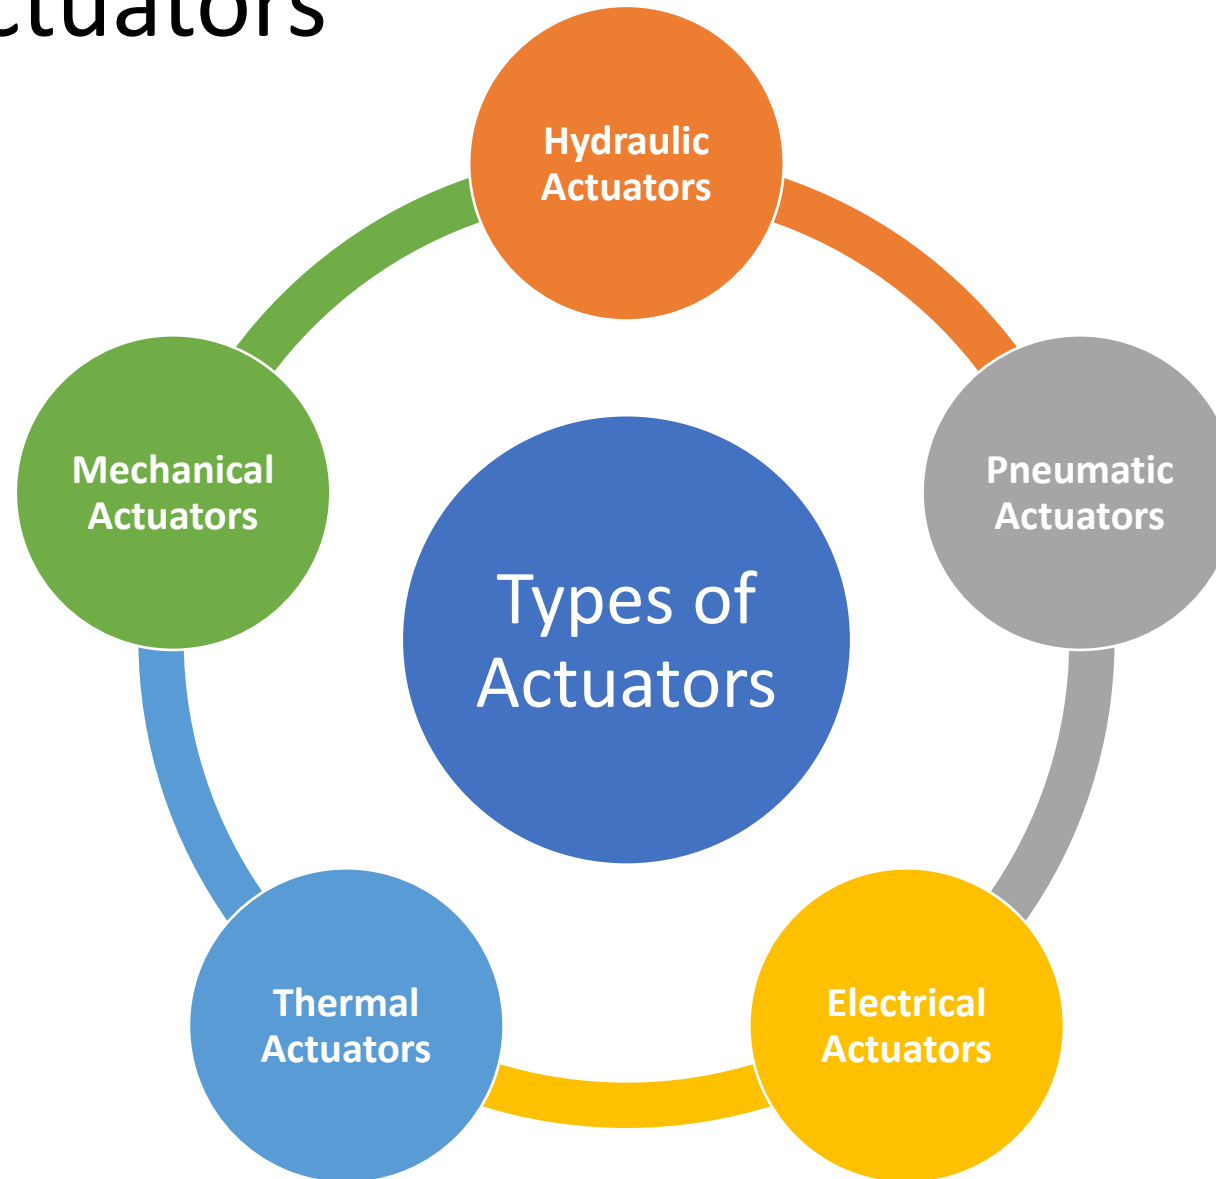 ctuators
Hydraulic
Actuators
Mechanical
Actuators
Pneumatic
Actuators
Types of
Actuators
Thermal
Actuators
Electrical
Actuators